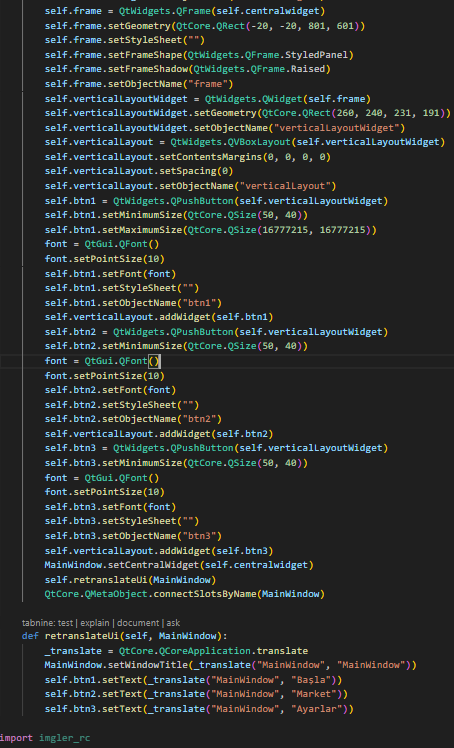 self.frame = QtWidgets.QFrame(self.centralwidget)
self.frame.setGeometry(QtCore.QRect(-20, -20, 801, 601))
self.frame.setStyleSheet("")
self.frame.setFrameShape(QtWidgets.QFrame.StyledPanel)
self.frame.setFrameShadow(QtWidgets.QFrame.Raised)
self.frame.setObjectName("frame")
self.verticalLayoutWidget = QtWidgets.QWidget(self.frame)
self.verticalLayoutWidget.setGeometry(QtCore.QRect(260, 240, 231, 191))
self.verticalLayoutWidget.setObjectName("verticalLayoutWidget")
self.verticalLayout = QtWidgets.QVBoxLayout(self.verticalLayoutWidget)
self.verticalLayout.setContentsMargins(0, 0, 0, 0)
self.verticalLayout.setSpacing(0)
self.verticalLayout.setObjectName("verticalLayout")
self.btn1 = QtWidgets.QPushButton(self.verticalLayoutWidget)
self.btn1.setMinimumSize(QtCore.QSize(50, 40))
self.btn1.setMaximumSize(QtCore.QSize(16777215, 16777215))
font = QtGui.QFont()
font.setPointSize(10)
self.btn1.setFont(font)
self.btn1.setStyleSheet("")
self.btn1.setObjectName("btn1")
self.verticalLayout.addWidget(self.btn1)
self.btn2 = QtWidgets.QPushButton(self.verticalLayoutWidget)
self.btn2.setMinimumSize(QtCore.QSize(50, 40))
font = QtGui.QFont()
font.setPointSize(10)
self.btn2.setFont(font)
self.btn2.setStyleSheet("")
self.btn2.setObjectName("btn2")
self.verticalLayout.addWidget(self.btn2)
self.btn3 = QtWidgets.QPushButton(self.verticalLayoutWidget)
self.btn3.setMinimumSize(QtCore.QSize(50, 40))
font = QtGui.QFont()
font.setPointSize(10)
self.btn3.setFont(font)
self.btn3.setStyleSheet("")
self.btn3.setObjectName("btn3")
self.verticalLayout.addWidget(self.btn3)
MainWindow.setCentralWidget(self.centralwidget)
self.retranslateUi(MainWindow)
QtCore.QMetaObject.connectSlotsByName(MainWindow)
tabnine: test | explain | document | ask
def retranslateUi(self, MainWindow):
_translate = QtCore.QCoreApplication.translate
MainWindow.setWindowTitle(_translate("MainWindow", "MainWindow"))
self.btn1.setText(_translate("MainWindow", "Başla"))
self.btn2.setText(_translate("MainWindow", "Market"))
self.btn3.setText(_translate("MainWindow", "Ayarlar"))
import imgler_rc